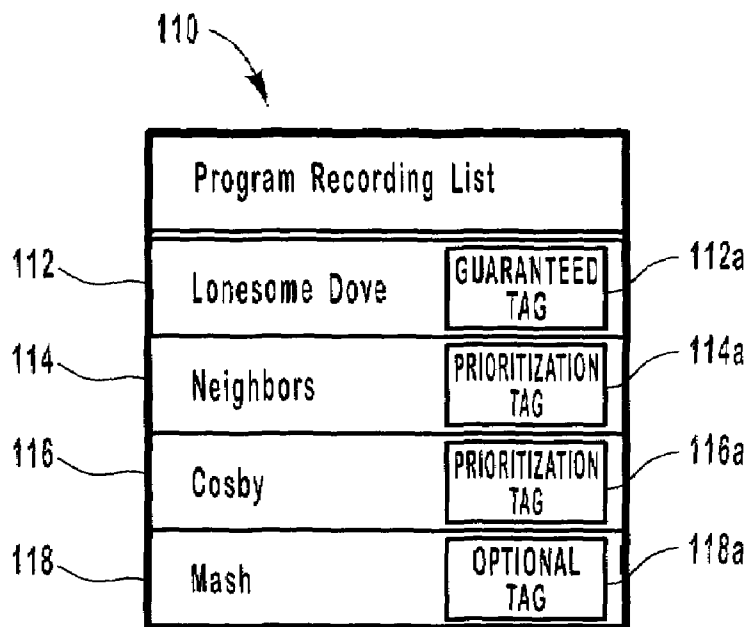 110
Program Recording List
112
Lonesome Dove
GUARANTEED
TAG
112a
114
Neighbors
PRIORITIZATION
TAG
114a
116
Cosby
PRIORITIZATION
TAG
116a
118
Mash
OPTIONAL
TAG
118a